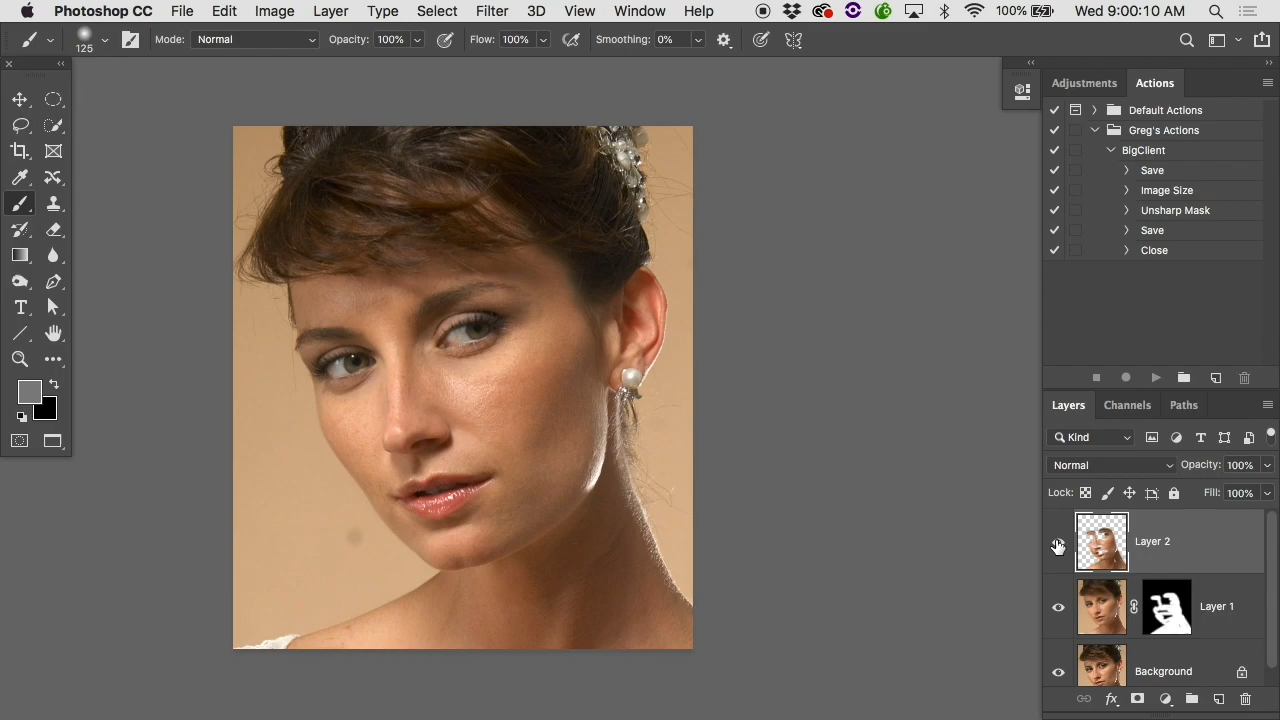 Photoshop CC File Edit Image Layer Type Select Filter 3D View Window Help 100% Wed 9:00:10 AM
125 Mode: Normal Opacity: 100% Flow: 100% Smoothing: 0%
Adjustments Actions
Default Actions
Greg's Actions
BigClient
Save
Image Size
Unsharp Mask
Save
Close
Layers Channels Paths
Kind
Normal Opacity: 100%
Lock: Fill: 100%
Layer 2
Layer 1
Background
fx